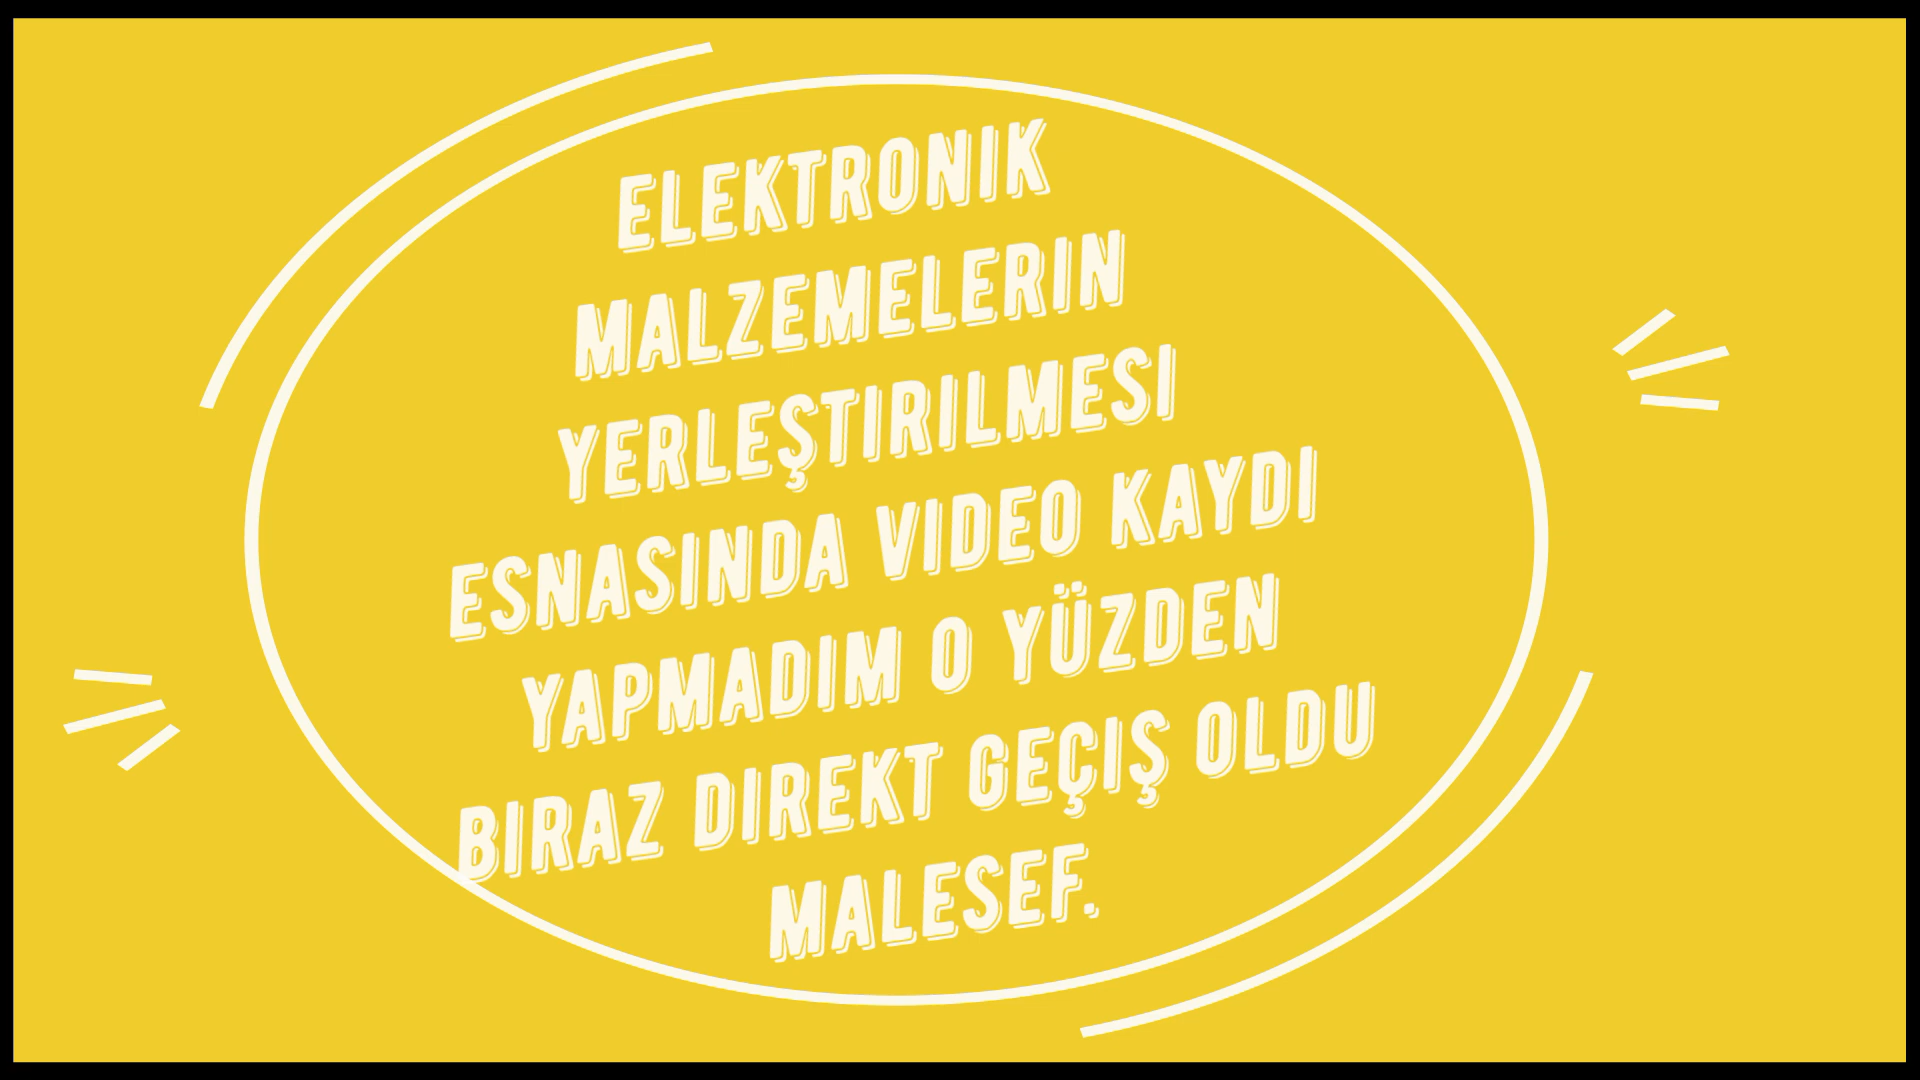 ELEKTRONIK
MALZEMELERIN
YERLEŞTIRILMESI
ESNASINDA VIDEO KAYDI
YAPMADIM O YÜZDEN
BIRAZ DIREKT GEÇIŞ OLDU
MALESEF.